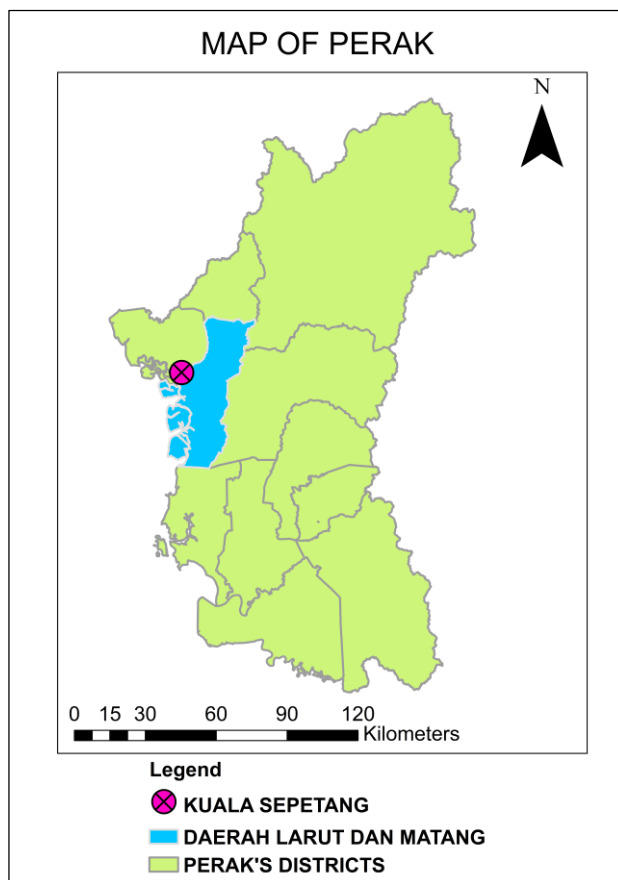 MAP OF PERAK
N
0 15 30 60 90 120
Kilometers
Legend
KUALA SEPETANG
DAERAH LARUT DAN MATANG
PERAK'S DISTRICTS